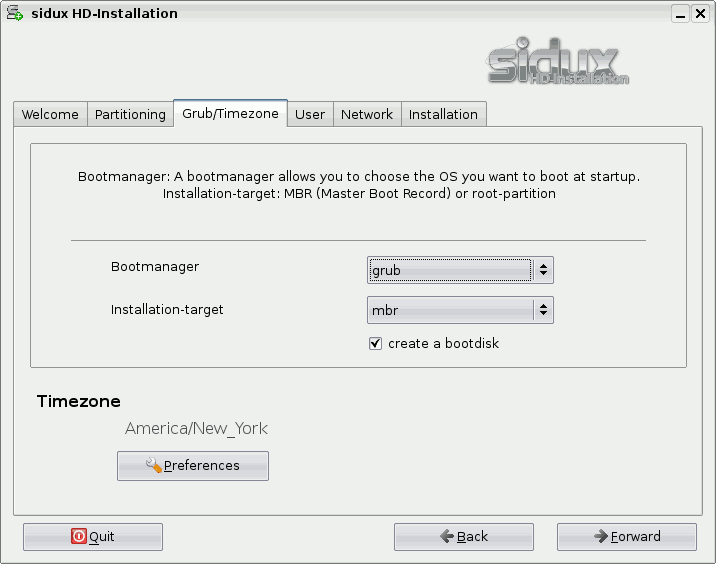 sidux HD-Installation
sidux
HD-Installation
Welcome Partitioning Grub/Timezone User Network Installation
Bootmanager: A bootmanager allows you to choose the OS you want to boot at startup.
Installation-target: MBR (Master Boot Record) or root-partition
Bootmanager grub
Installation-target mbr
create a bootdisk
Timezone
America/New_York
Preferences
Quit Back Forward